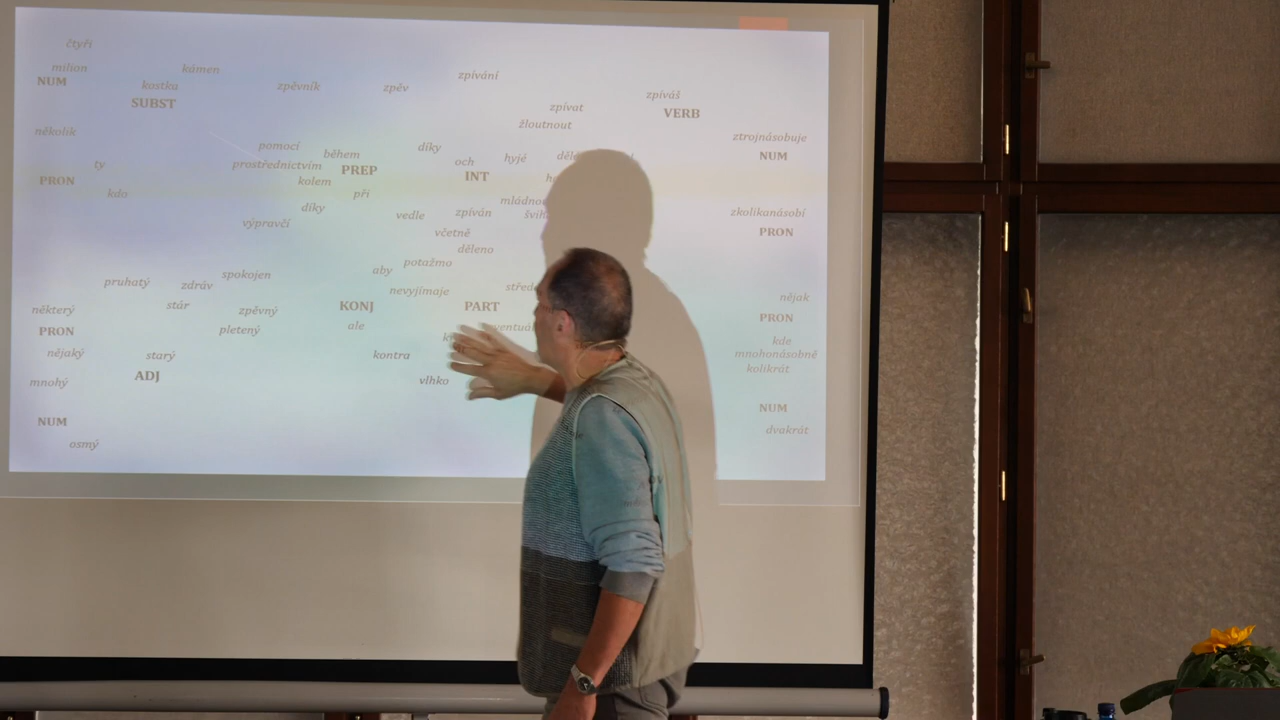 čtyři
milion
NUM
kámen
kostka
SUBST
zpěvník
zpěv
zpívání
zpíváš
VERB
zpívat
žloutnout
několik
ztrojnásobuje
NUM
pomocí
během
díky
prostřednictvím
PREP
och
hyjé
INT
ty
PRON
kolem
kdo
při
díky
výpravčí
vedle
zpíván
včetně
děleno
zkolikanásobí
PRON
potažmo
aby
spokojen
pruhatý
zdráv
nevyjímaje
stár
zpěvný
KONJ
PART
nějak
PRON
některý
PRON
pletený
ale
nějaký
starý
kontra
kde
mnohonásobně
kolikrát
mnohý
ADJ
vlhko
NUM
NUM
osmý
dvakrát